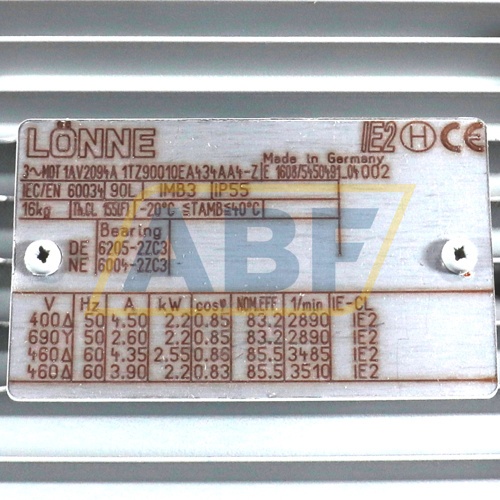 LÖNNE IE2 H CE
Made in Germany
3~MOT 1AV2094A 1TZ90010EA434AA4-Z IE 1608/5450491_04 002
IEC/EN 60034 90L IMB3 IP55
16kg Th.CL 155(F) -20°C ≤TAMB≤40°C
Bearing
DE 6205-2ZC3
NE 6004-2ZC3 -
V Hz A kW cosφ NOM.EFF 1/min IE-CL
400Δ 50 4.50 2.2 0.85 83.2 2890 IE2
690Y 50 2.60 2.2 0.85 83.2 2890 IE2
460Δ 60 4.35 2.55 0.86 85.5 3485 IE2
460Δ 60 3.90 2.2 0.83 85.5 3510 IE2
ABF